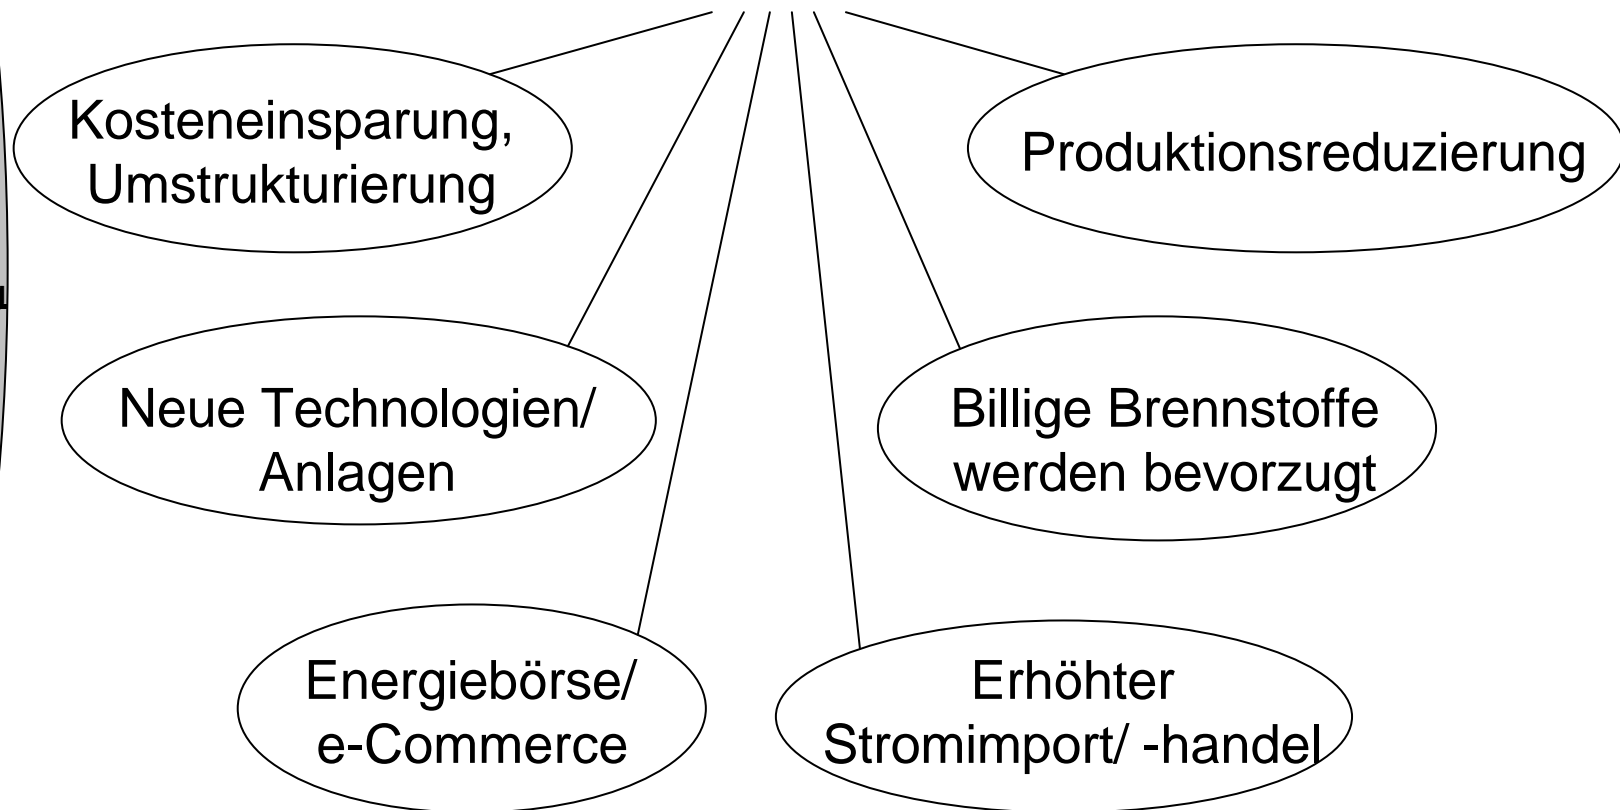 Kosteneinsparung,
Umstrukturierung
Produktionsreduzierung
Neue Technologien/
Anlagen
Billige Brennstoffe
werden bevorzugt
Energiebörse/
e-Commerce
Erhöhter
Stromimport/ -handel